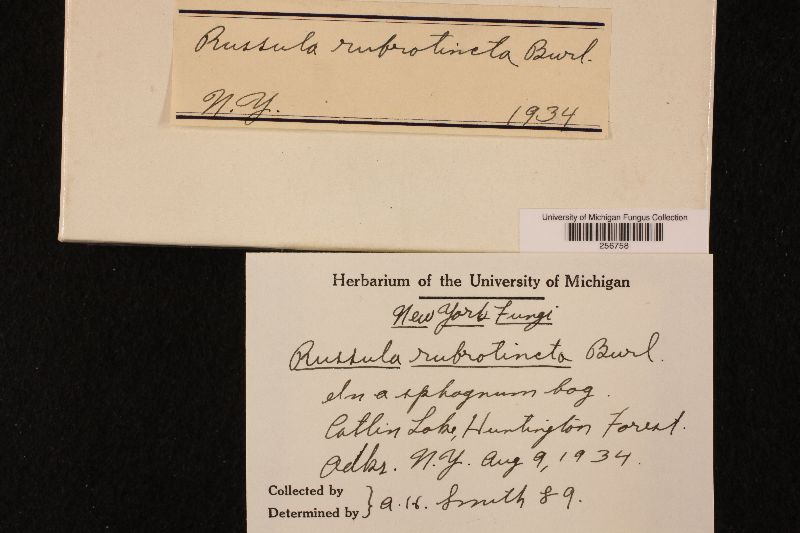 Russula rubrotincta Burl.
N.Y. 1934
University of Michigan Fungus Collection
256758
Herbarium of the University of Michigan
New York Fungi
Russula rubrotincta Burl.
In a sphagnum bog.
Catlin Lake, Huntington Forest.
Adks. N.Y. Aug 9, 1934.
Collected by
Determined by } A.H. Smith 89.